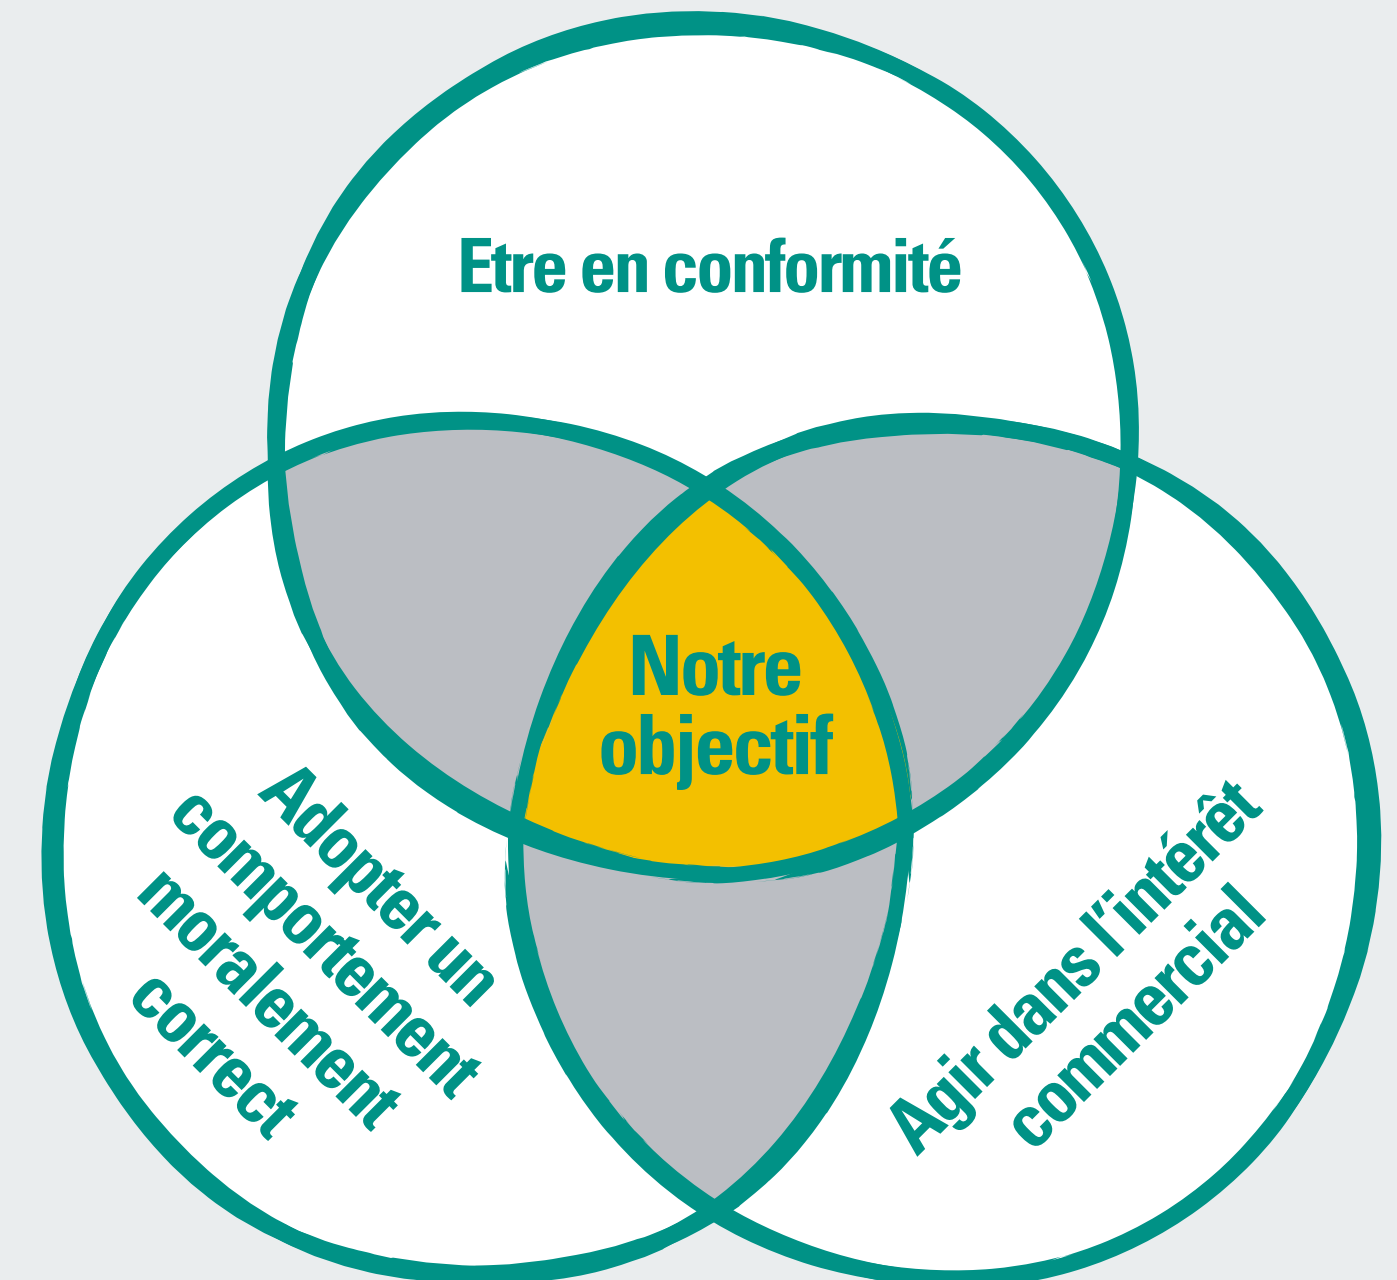 Etre en conformité
Notre
objectif
Adopter un
comportement
moralement
correct
Agir dans l’intérêt
commercial